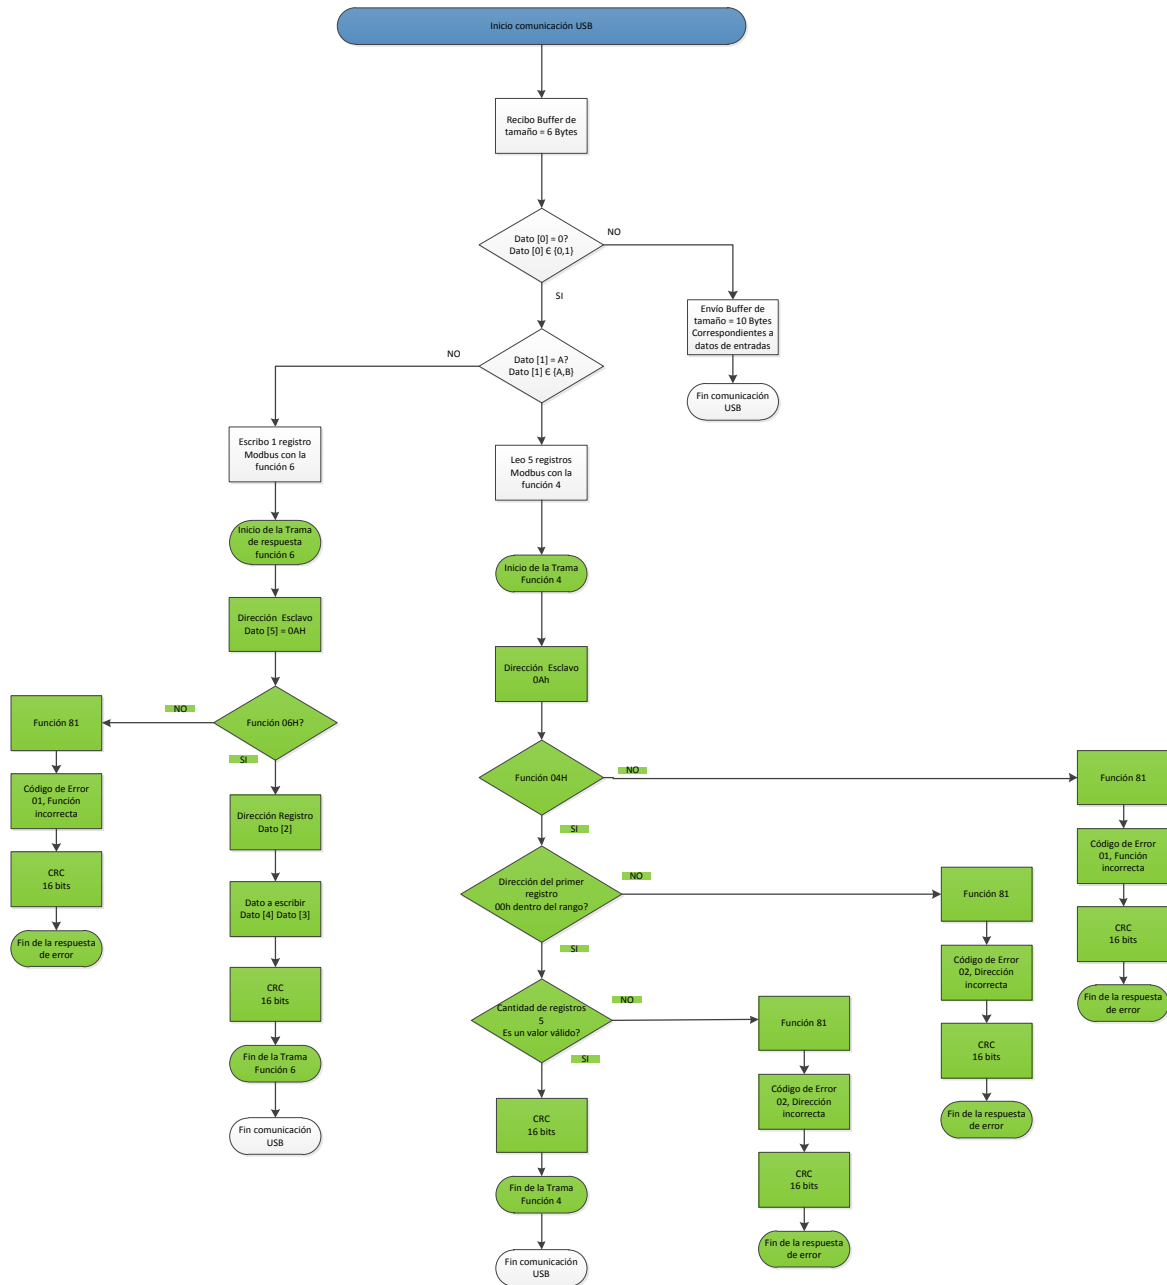 Inicio comunicación USB
Recibo Buffer de
tamaño = 6 Bytes
Dato [0] = 0?
Dato [0] Є {0,1}
NO
SI
Envío Buffer de
tamaño = 10 Bytes
Correspondientes a
datos de entradas
Fin comunicación
USB
Dato [1] = A?
Dato [1] Є {A,B}
NO
Escribo 1 registro
Modbus con la
función 6
Inicio de la Trama
de respuesta
función 6
Dirección Esclavo
Dato [5] = 0AH
Función 06H?
NO
SI
Función 81
Código de Error
01, Función
incorrecta
CRC
16 bits
Fin de la respuesta
de error
Dirección Registro
Dato [2]
Dato a escribir
Dato [4] Dato [3]
CRC
16 bits
Fin de la Trama
Función 6
Fin comunicación
USB
Leo 5 registros
Modbus con la
función 4
Inicio de la Trama
Función 4
Dirección Esclavo
0Ah
Función 04H
NO
SI
Función 81
Código de Error
01, Función
incorrecta
CRC
16 bits
Fin de la respuesta
de error
Dirección del primer
registro
00h dentro del rango?
NO
SI
Función 81
Código de Error
02, Dirección
incorrecta
CRC
16 bits
Fin de la respuesta
de error
Cantidad de registros
5
Es un valor válido?
NO
SI
Función 81
Código de Error
02, Dirección
incorrecta
CRC
16 bits
Fin de la respuesta
de error
CRC
16 bits
Fin de la Trama
Función 4
Fin comunicación
USB